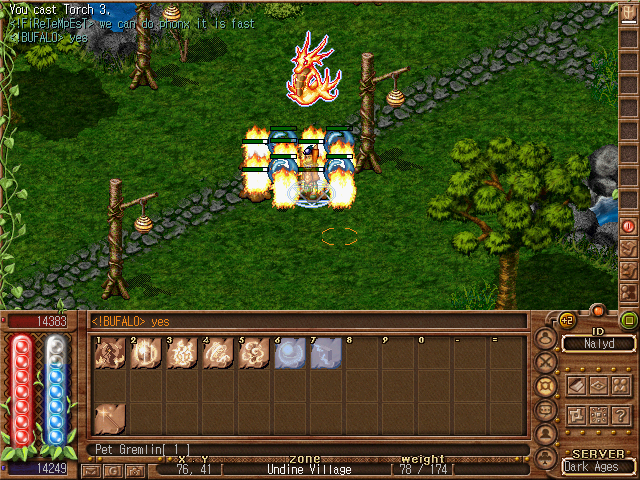 You cast Torch 3.
<!FiReTeMpEsT> we can do phonx it is fast
<!BUFALO> yes
14383
<!BUFALO> yes
+2
ID
Nalyd
1 2 3 4 5 6 7 8 9 0 - =
Pet Gremlin[ 1 ]
X Y
zone
weight
SERVER
14249
G
76, 41
Undine Village
78 / 174
Dark Ages
?